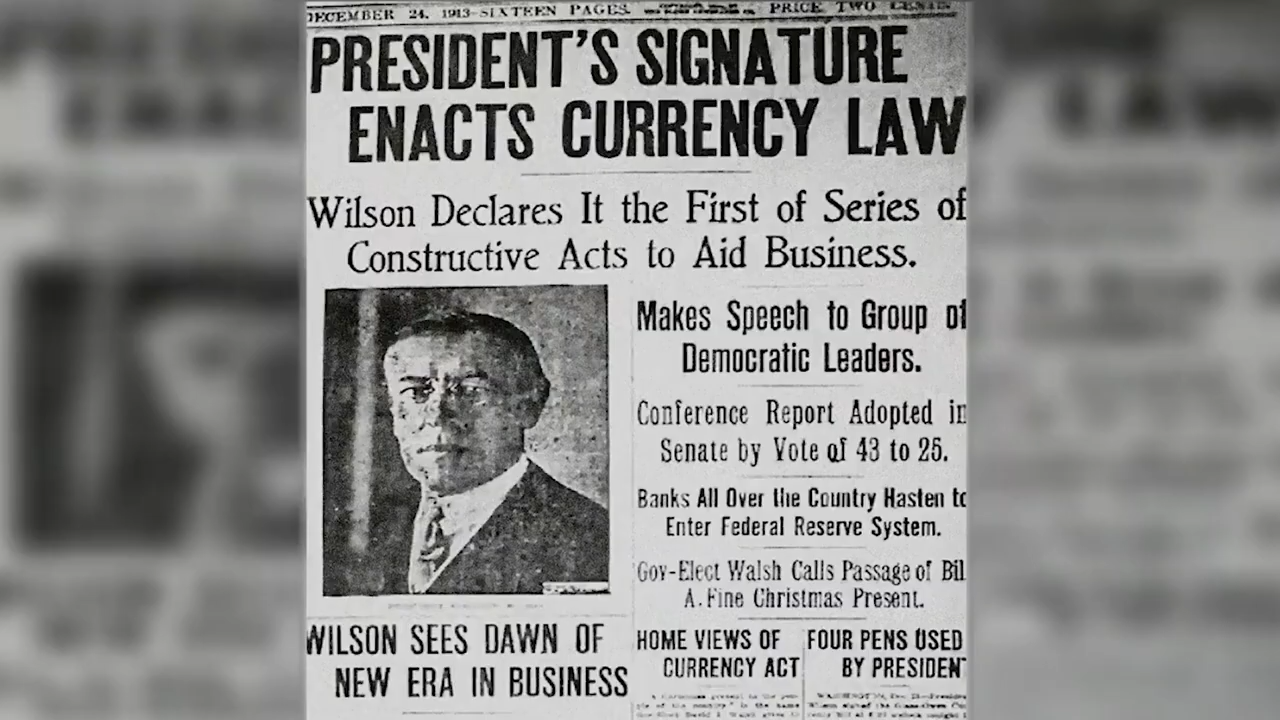 DECEMBER 24, 1913-SIXTEEN PAGES. PRICE TWO CENTS
PRESIDENT'S SIGNATURE
ENACTS CURRENCY LAW
Wilson Declares It the First of Series of
Constructive Acts to Aid Business.
Makes Speech to Group of
Democratic Leaders.
Conference Report Adopted in
Senate by Vote of 43 to 25.
Banks All Over the Country Hasten to
Enter Federal Reserve System.
Gov-Elect Walsh Calls Passage of Bil
A Fine Christmas Present.
WILSON SEES DAWN OF
NEW ERA IN BUSINESS
HOME VIEWS OF
CURRENCY ACT
FOUR PENS USED
BY PRESIDENT